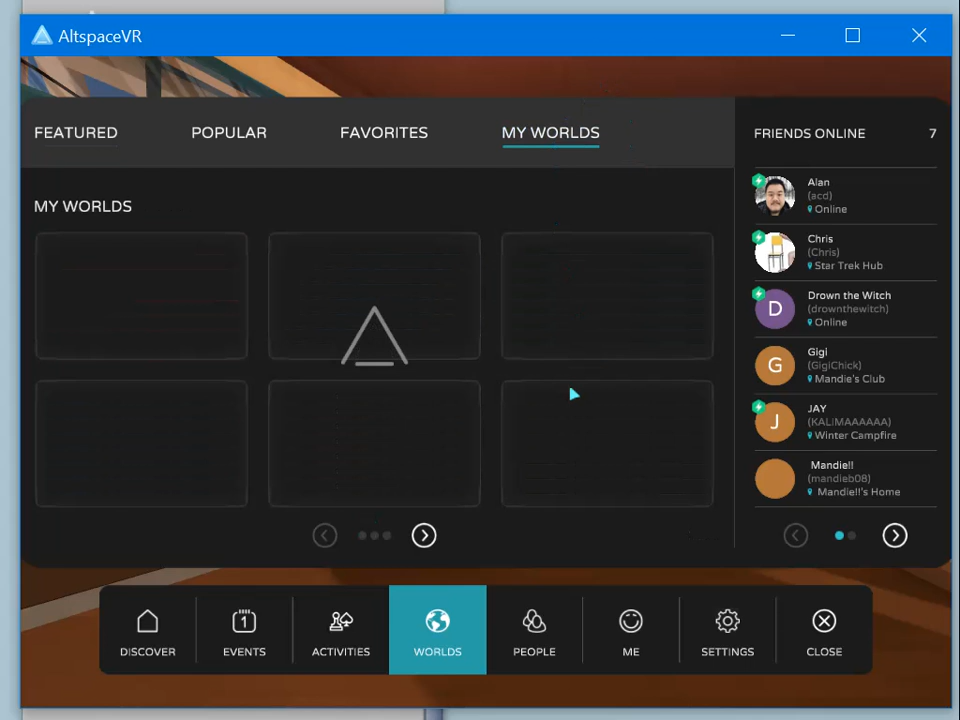 AltspaceVR
FEATURED
POPULAR
FAVORITES
MY WORLDS
MY WORLDS
FRIENDS ONLINE
7
Alan
(acd)
Online
Chris
(Chris)
Star Trek Hub
D
Drown the Witch
(drownthewitch)
Online
G
Gigi
(GigiChick)
Mandie's Club
J
JAY
(KALIMAAAAAA)
Winter Campfire
Mandie!!
(mandieb08)
Mandie!!'s Home
1
DISCOVER
EVENTS
ACTIVITIES
WORLDS
PEOPLE
ME
SETTINGS
CLOSE